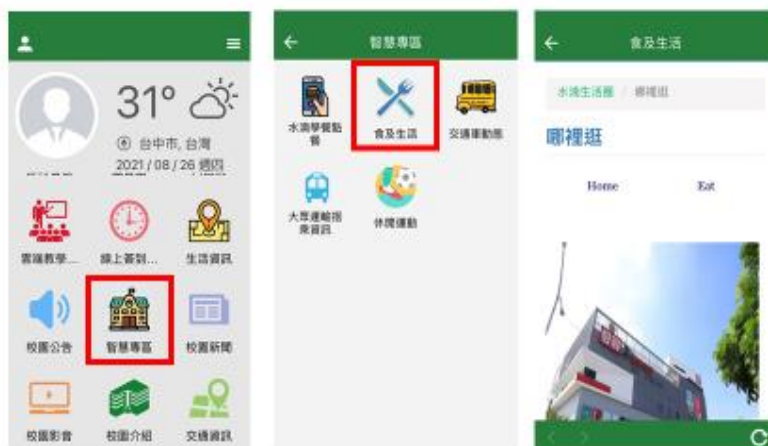 31°
台中市, 台灣
2021 / 08 / 26 週四
雲端教學...
線上簽到...
生活資訊
校園公告
智慧專區
校園新聞
校園影音
校園介紹
交通資訊
智慧專區
水湳學餐點
餐
食及生活
交通車動態
大眾運輸搭
乘資訊
休閒運動
食及生活
水湳生活圈 / 哪裡逛
哪裡逛
Home
Eat